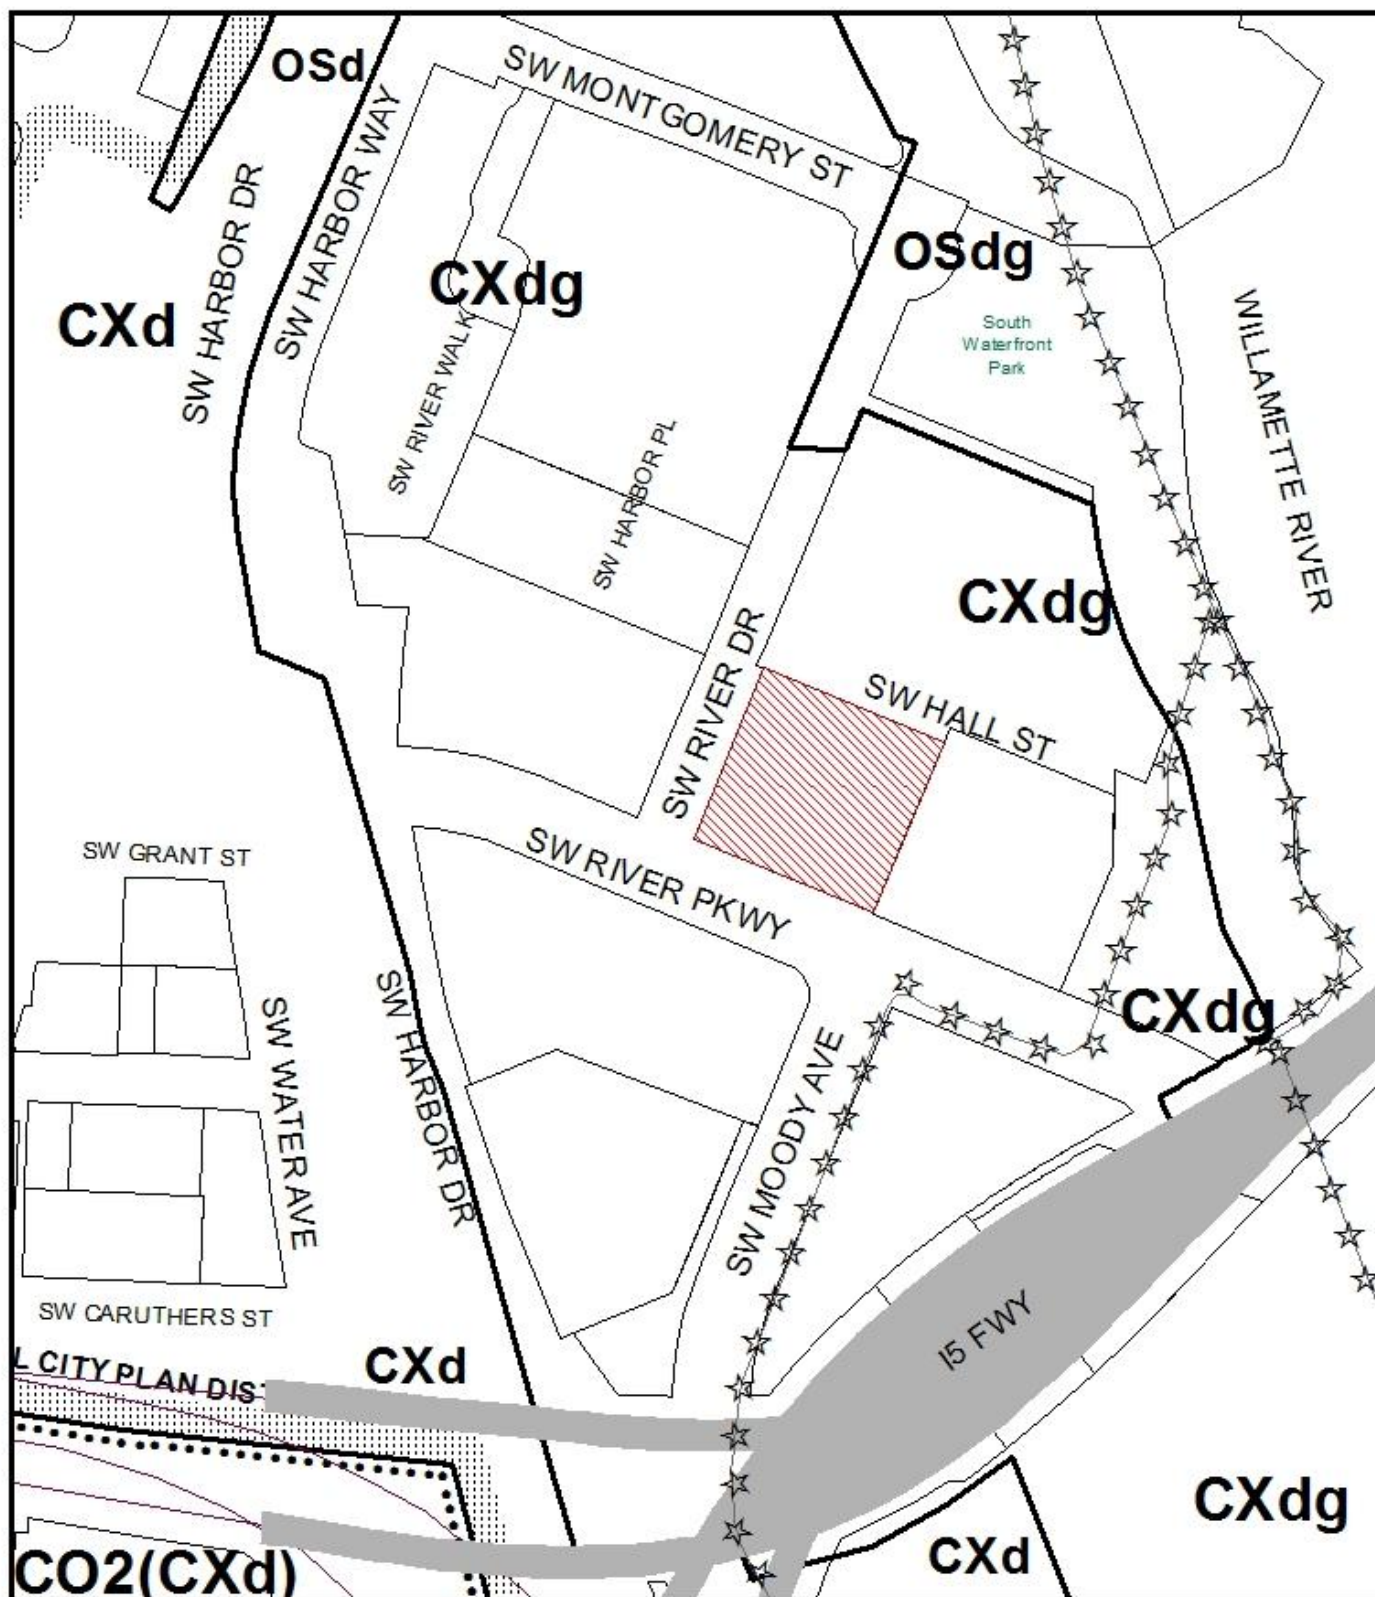 OSd
SW MONTGOMERY ST
SW HARBOR WAY
SW HARBOR DR
CXdg
OSdg
CXd
South
Waterfront
Park
WILLAMETTE RIVER
SW RIVER WALK
SW HARBOR PL
CXdg
SW RIVER DR
SW HALL ST
SW GRANT ST
SW RIVER PKWY
SW WATER AVE
SW HARBOR DR
CXdg
SW MOODY AVE
SW CARUTHERS ST
I5 FWY
L CITY PLAN DIST
CXd
CXdg
CXd
CO2(CXd)